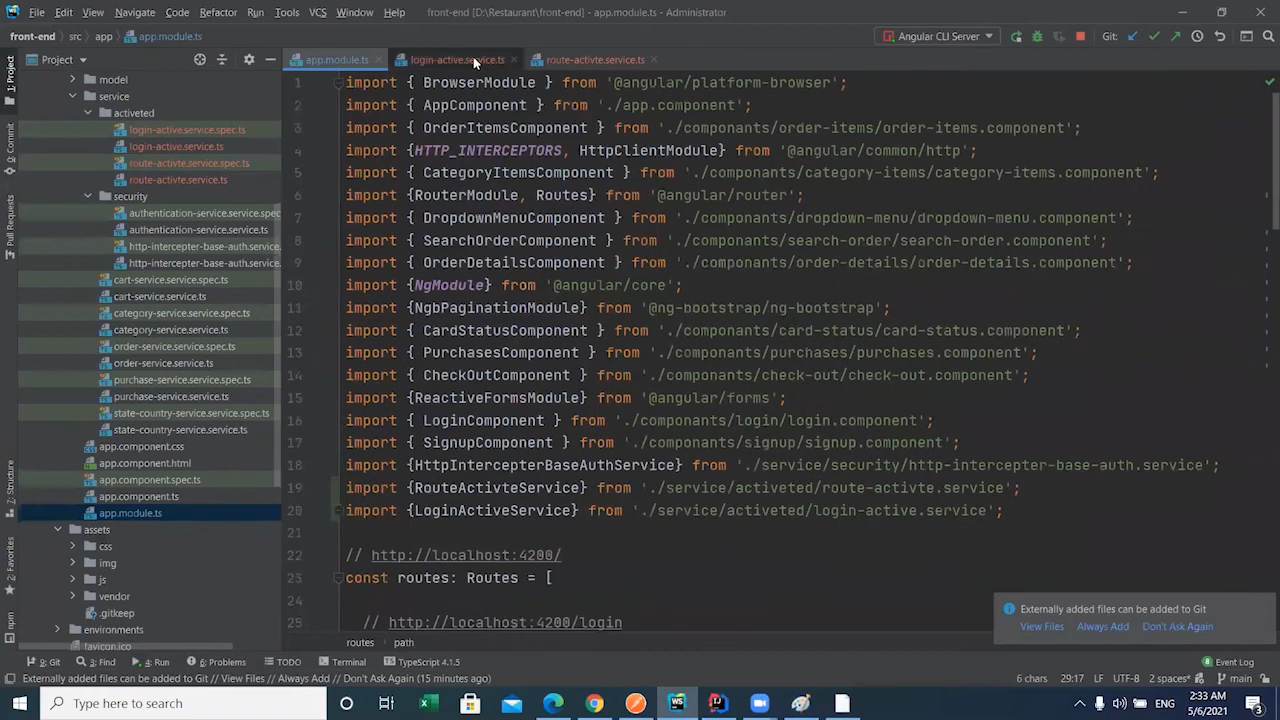 File Edit View Navigate Code Refactor Run Tools VCS Window Help front-end [D:\Restaurant\front-end] - app.module.ts - Administrator
front-end src app app.module.ts Angular CLI Server Git:
Project app.module.ts login-active.service.ts route-activte.service.ts
1: Project
Commit
Pull Requests
Z: Structure
2: Favorites
npm
model
service
activeted
login-active.service.spec.ts
login-active.service.ts
route-activte.service.spec.ts
route-activte.service.ts
security
authentication-service.service.spec
authentication-service.service.ts
http-intercepter-base-auth.service.
http-intercepter-base-auth.service.
cart-service.service.spec.ts
cart-service.service.ts
category-service.service.spec.ts
category-service.service.ts
order-service.service.spec.ts
order-service.service.ts
purchase-service.service.spec.ts
purchase-service.service.ts
state-country-service.service.spec.ts
state-country-service.service.ts
app.component.css
app.component.html
app.component.spec.ts
app.component.ts
app.module.ts
assets
css
img
js
vendor
.gitkeep
environments
favicon.ico
1 import { BrowserModule } from '@angular/platform-browser';
2 import { AppComponent } from './app.component';
3 import { OrderItemsComponent } from './componants/order-items/order-items.component';
4 import {HTTP_INTERCEPTORS, HttpClientModule} from '@angular/common/http';
5 import { CategoryItemsComponent } from './componants/category-items/category-items.component';
6 import {RouterModule, Routes} from '@angular/router';
7 import { DropdownMenuComponent } from './componants/dropdown-menu/dropdown-menu.component';
8 import { SearchOrderComponent } from './componants/search-order/search-order.component';
9 import { OrderDetailsComponent } from './componants/order-details/order-details.component';
10 import {NgModule} from '@angular/core';
11 import {NgbPaginationModule} from '@ng-bootstrap/ng-bootstrap';
12 import { CardStatusComponent } from './componants/card-status/card-status.component';
13 import { PurchasesComponent } from './componants/purchases/purchases.component';
14 import { CheckOutComponent } from './componants/check-out/check-out.component';
15 import {ReactiveFormsModule} from '@angular/forms';
16 import { LoginComponent } from './componants/login/login.component';
17 import { SignupComponent } from './componants/signup/signup.component';
18 import {HttpIntercepterBaseAuthService} from './service/security/http-intercepter-base-auth.service';
19 import {RouteActivteService} from './service/activeted/route-activte.service';
20 import {LoginActiveService} from './service/activeted/login-active.service';
21
22 // http://localhost:4200/
23 const routes: Routes = [
24
25 // http://localhost:4200/login
Externally added files can be added to Git
View Files Always Add Don't Ask Again
routes path
9: Git 3: Find 4: Run 6: Problems TODO Terminal TypeScript 4.1.5 8 Event Log
Externally added files can be added to Git // View Files // Always Add // Don't Ask Again (15 minutes ago) 6 chars 29:17 LF UTF-8 2 spaces* main
Type here to search 2:33 AM
5/6/2021